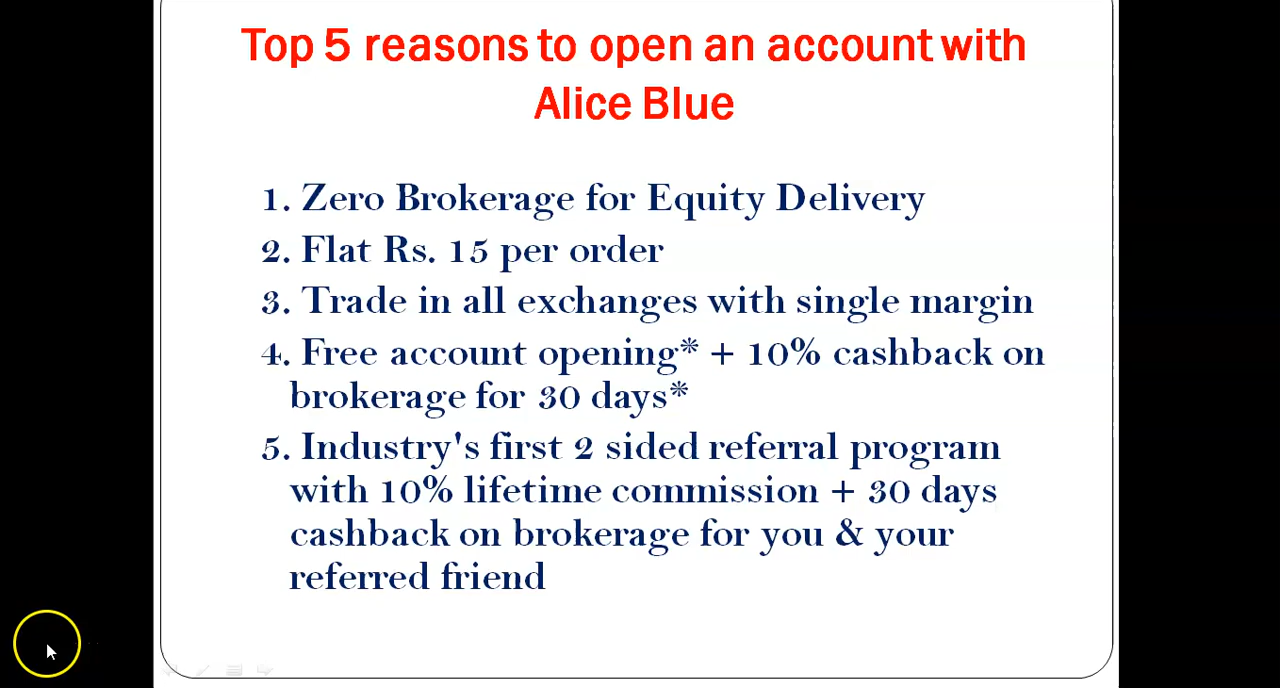 Top 5 reasons to open an account with
Alice Blue
1. Zero Brokerage for Equity Delivery
2. Flat Rs. 15 per order
3. Trade in all exchanges with single margin
4. Free account opening* + 10% cashback on
brokerage for 30 days*
5. Industry's first 2 sided referral program
with 10% lifetime commission + 30 days
cashback on brokerage for you & your
referred friend